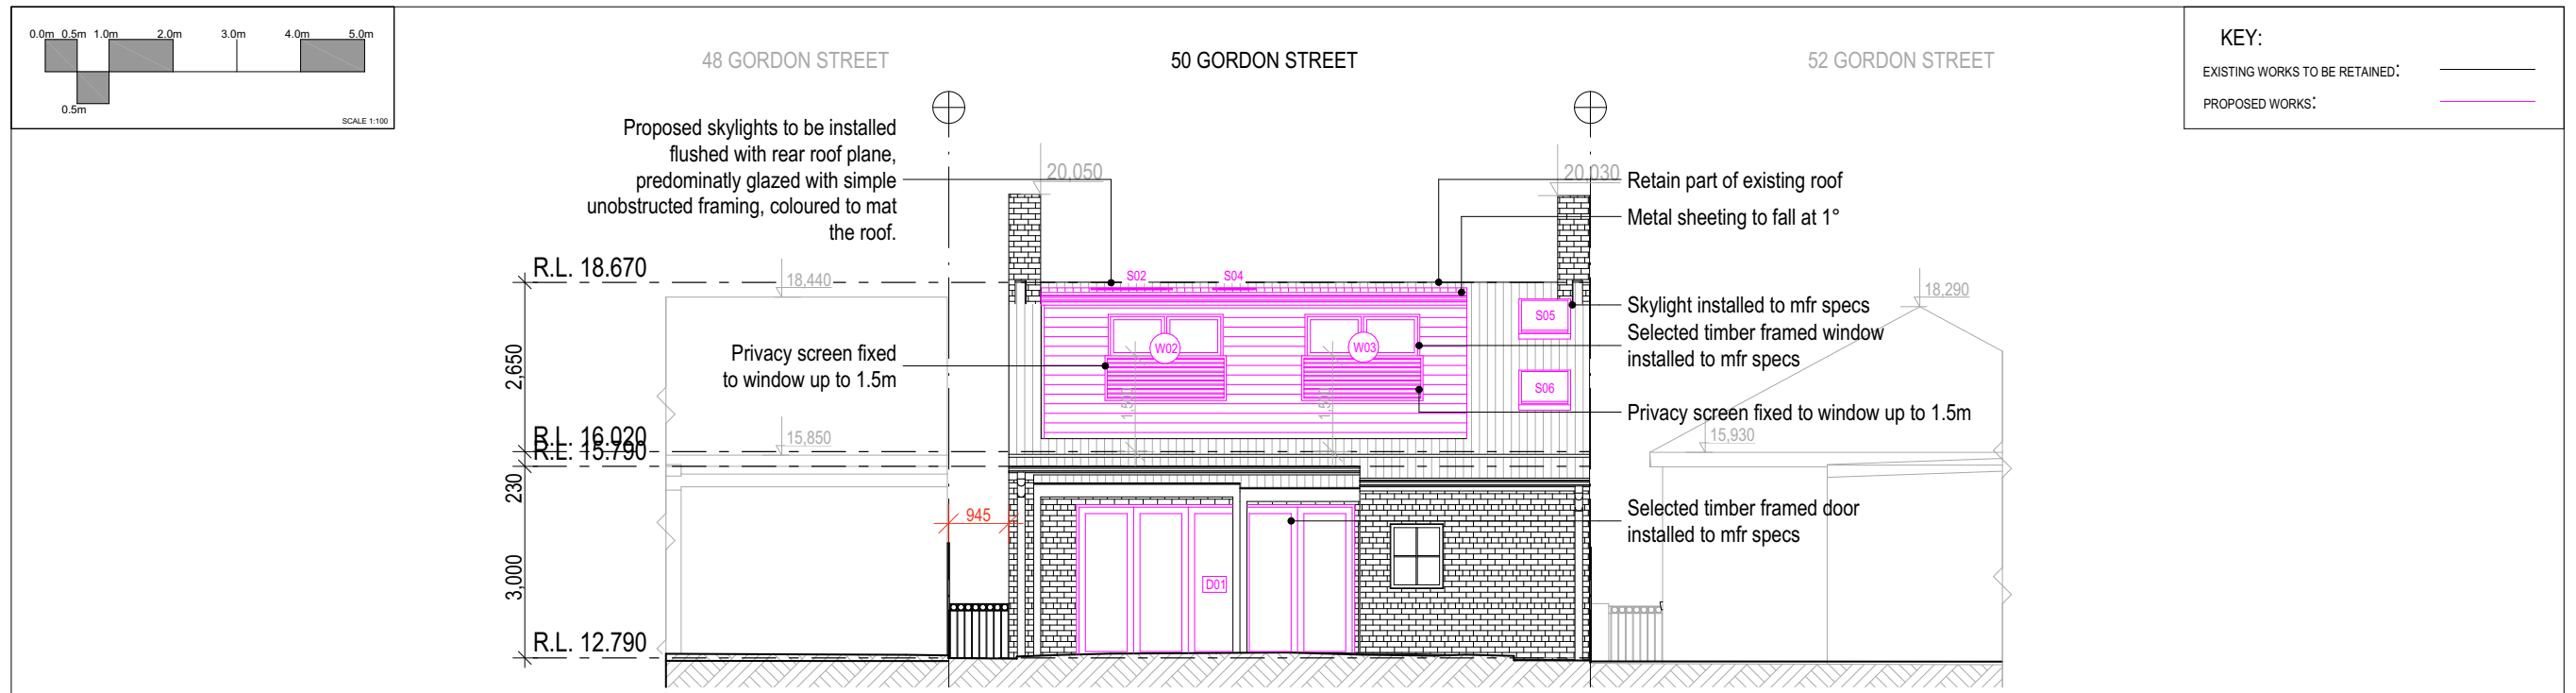 0.0m 0.5m 1.0m 2.0m 3.0m 4.0m 5.0m
0.5m
SCALE 1:100
48 GORDON STREET
50 GORDON STREET
52 GORDON STREET
KEY:
EXISTING WORKS TO BE RETAINED:
PROPOSED WORKS:
Proposed skylights to be installed
flushed with rear roof plane,
predominatly glazed with simple
unobstructed framing, coloured to mat
the roof.
20,050
20,030
Retain part of existing roof
Metal sheeting to fall at 1°
R.L. 18.670
18,440
S02
S04
18,290
Skylight installed to mfr specs
S05
Selected timber framed window
installed to mfr specs
W02
W03
Privacy screen fixed
to window up to 1.5m
2,650
S06
1,500
1,500
Privacy screen fixed to window up to 1.5m
R.L. 16.020
15,850
15,930
R.L. 15.790
230
945
Selected timber framed door
installed to mfr specs
3,000
D01
R.L. 12.790